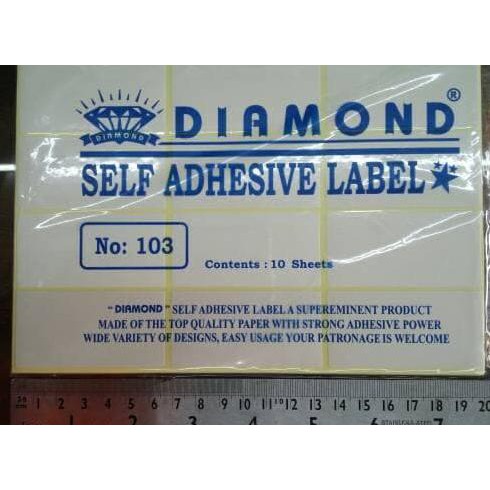 DIAMOND
DIAMOND®
SELF ADHESIVE LABEL
No: 103
Contents : 10 Sheets
"DIAMOND" SELF ADHESIVE LABEL A SUPEREMINENT PRODUCT
MADE OF THE TOP QUALITY PAPER WITH STRONG ADHESIVE POWER
WIDE VARIETY OF DESIGNS, EASY USAGE YOUR PATRONAGE IS WELCOME
1 2 3 4 5 6 7 8 9 10 11 12 13 14 15 16 17 18 19 20
1 2 3 4 5 6 7